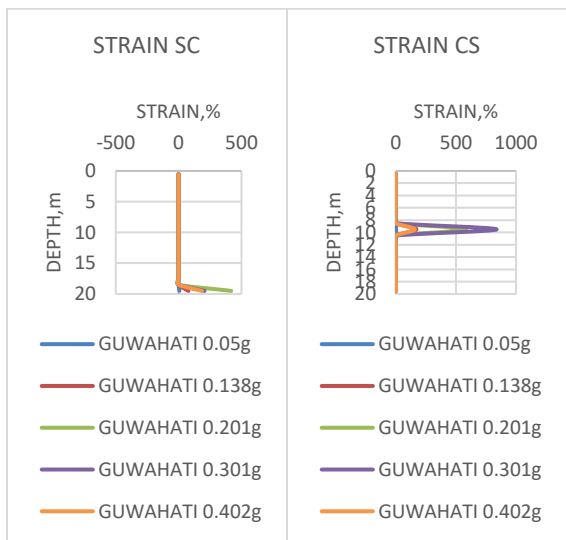 STRAIN SC
STRAIN,%
-500 0 500
DEPTH,m
0
5
10
15
20
GUWAHATI 0.05g
GUWAHATI 0.138g
GUWAHATI 0.201g
GUWAHATI 0.301g
GUWAHATI 0.402g
STRAIN CS
STRAIN,%
0 500 1000
DEPTH,m
0
2
4
6
8
10
12
14
16
18
20
GUWAHATI 0.05g
GUWAHATI 0.138g
GUWAHATI 0.201g
GUWAHATI 0.301g
GUWAHATI 0.402g